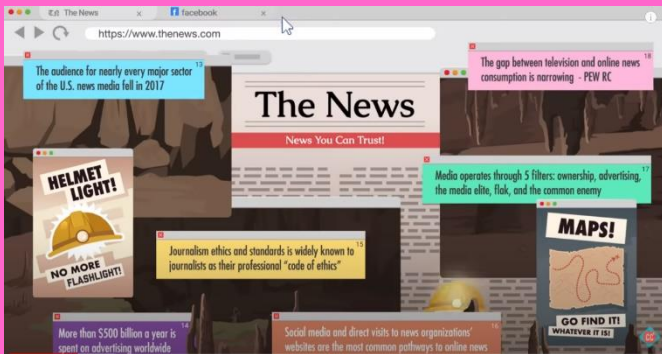 The News
facebook
https://www.thenews.com
13
The audience for nearly every major sector
of the U.S. news media fell in 2017
18
The gap between television and online news
consumption is narrowing - PEW RC
The News
News You Can Trust!
17
Media operates through 5 filters: ownership, advertising,
the media elite, flak, and the common enemy
HELMET
LIGHT!
NO MORE
FLASHLIGHT!
15
Journalism ethics and standards is widely known to
journalists as their professional "code of ethics"
MAPS!
GO FIND IT!
WHATEVER IT IS!
14
More than $500 billion a year is
spent on advertising worldwide
16
Social media and direct visits to news organizations'
websites are the most common pathways to online news
CC